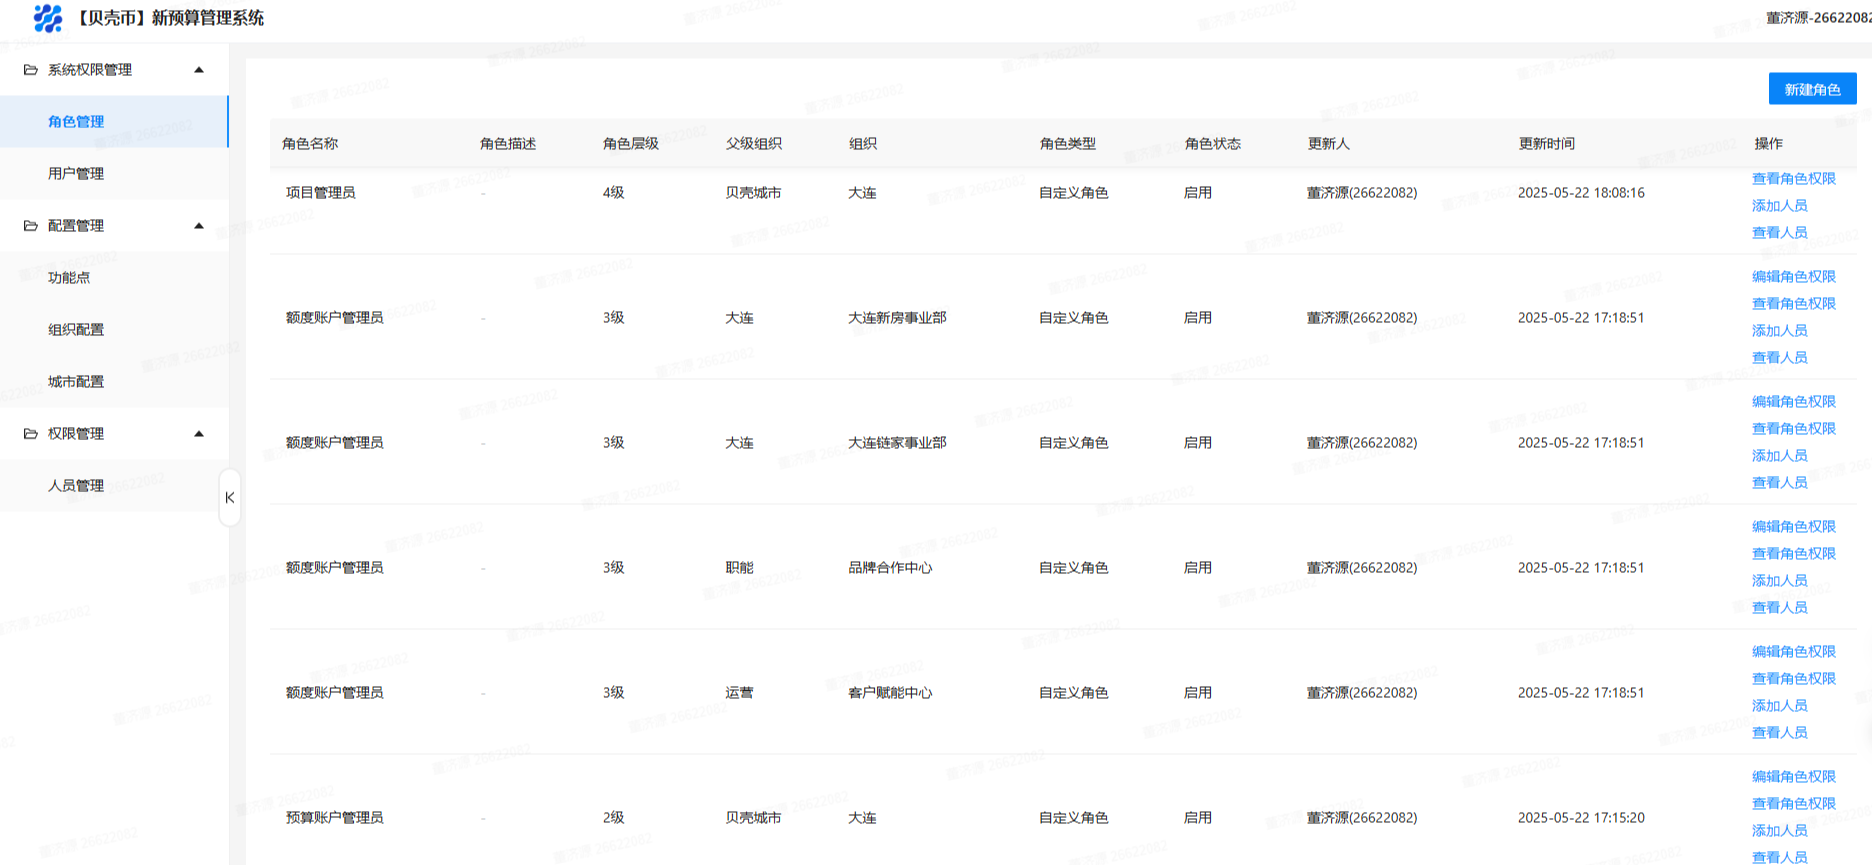 【贝壳币】新预算管理系统
董济源-2662208
系统权限管理
角色管理
用户管理
配置管理
功能点
组织配置
城市配置
权限管理
人员管理
新建角色
角色名称 角色描述 角色层级 父级组织 组织 角色类型 角色状态 更新人 更新时间 操作
项目管理员 - 4级 贝壳城市 大连 自定义角色 启用 董济源(26622082) 2025-05-22 18:08:16
查看角色权限
添加人员
查看人员
额度账户管理员 - 3级 大连 大连新房事业部 自定义角色 启用 董济源(26622082) 2025-05-22 17:18:51
编辑角色权限
查看角色权限
添加人员
查看人员
额度账户管理员 - 3级 大连 大连链家事业部 自定义角色 启用 董济源(26622082) 2025-05-22 17:18:51
编辑角色权限
查看角色权限
添加人员
查看人员
额度账户管理员 - 3级 职能 品牌合作中心 自定义角色 启用 董济源(26622082) 2025-05-22 17:18:51
编辑角色权限
查看角色权限
添加人员
查看人员
额度账户管理员 - 3级 运营 客户赋能中心 自定义角色 启用 董济源(26622082) 2025-05-22 17:18:51
编辑角色权限
查看角色权限
添加人员
查看人员
预算账户管理员 - 2级 贝壳城市 大连 自定义角色 启用 董济源(26622082) 2025-05-22 17:15:20
编辑角色权限
查看角色权限
添加人员
查看人员